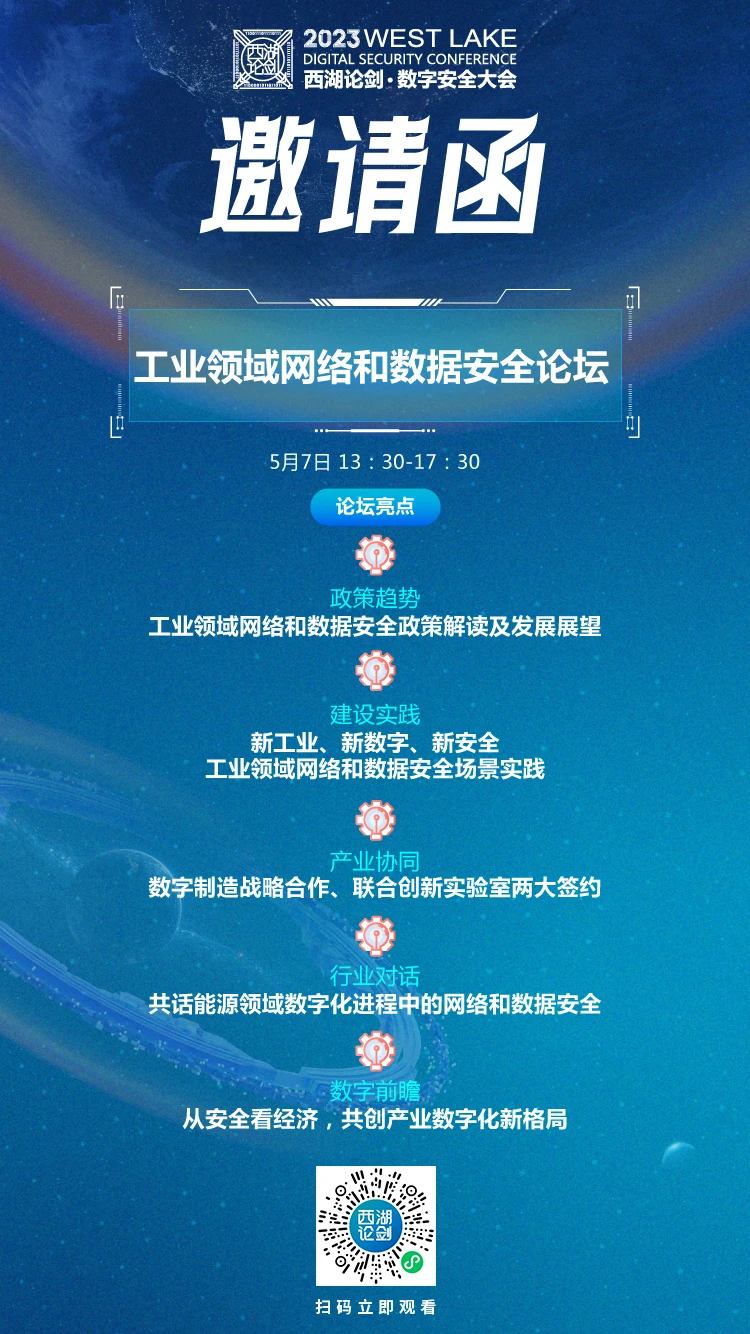 西湖
论剑
2023 WEST LAKE
DIGITAL SECURITY CONFERENCE
西湖论剑·数字安全大会
邀请函
工业领域网络和数据安全论坛
5月7日 13：30-17：30
论坛亮点
政策趋势
工业领域网络和数据安全政策解读及发展展望
建设实践
新工业、新数字、新安全
工业领域网络和数据安全场景实践
产业协同
数字制造战略合作、联合创新实验室两大签约
行业对话
共话能源领域数字化进程中的网络和数据安全
数字前瞻
从安全看经济，共创产业数字化新格局
西湖
论剑
扫码立即观看